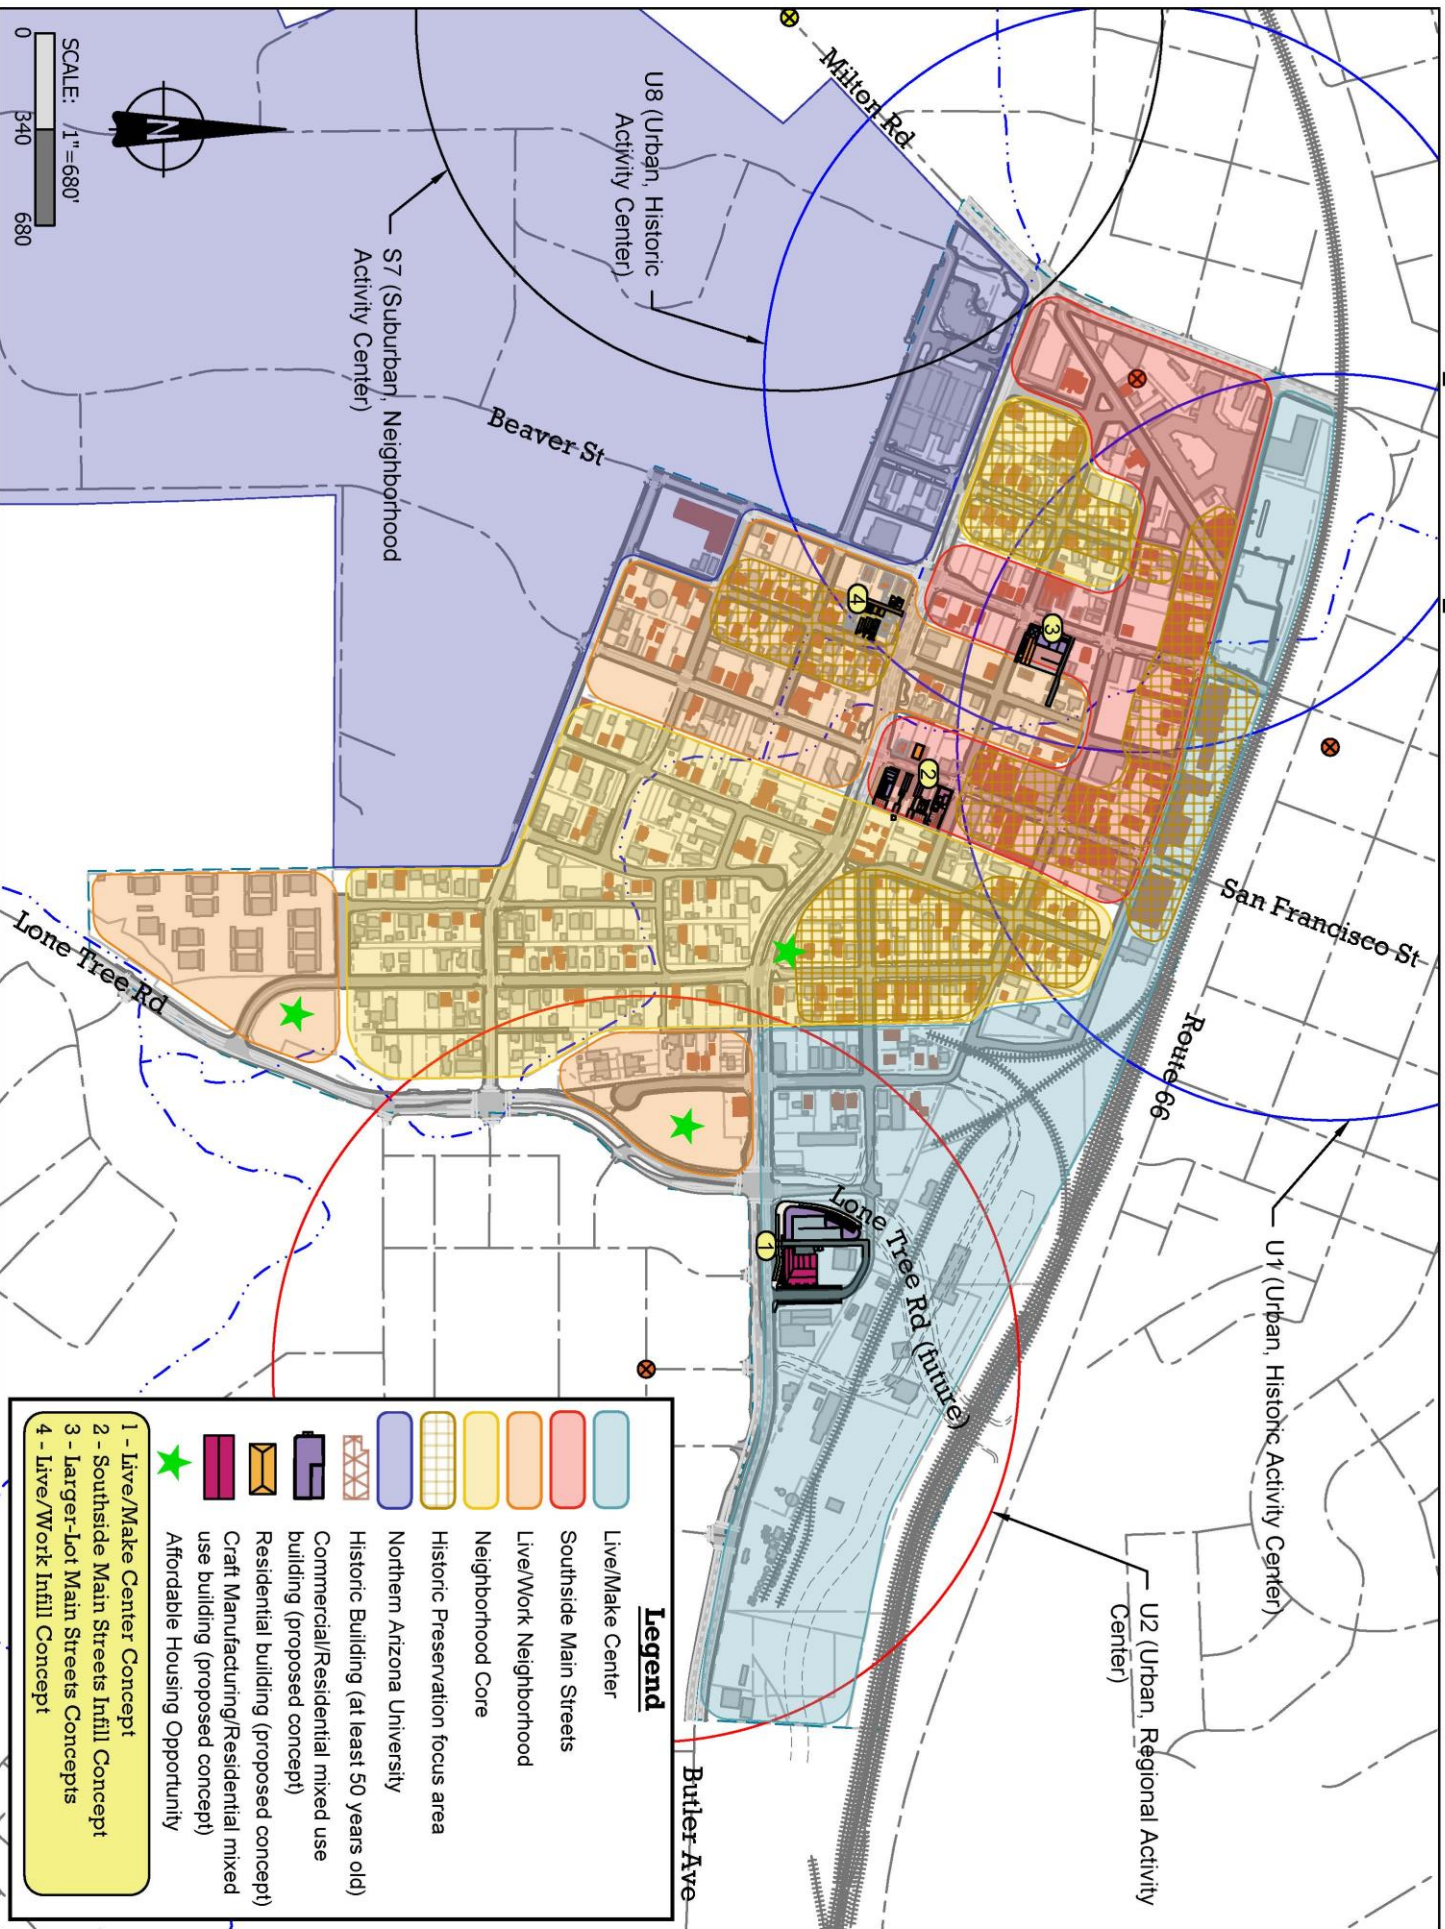 Milton Rd
U8 (Urban, Historic
Activity Center)
S7 (Suburban, Neighborhood
Activity Center)
Beaver St
San Francisco St
Route 66
U1 (Urban, Historic Activity Center)
U2 (Urban, Regional Activity
Center)
Lone Tree Rd (future)
Lone Tree Rd
Butler Ave
1
2
3
4
N
SCALE: 1"=680'
0 340 680
Legend
Live/Make Center
Southside Main Streets
Live/Work Neighborhood
Neighborhood Core
Historic Preservation focus area
Northern Arizona University
Historic Building (at least 50 years old)
Commercial/Residential mixed use
building (proposed concept)
Residential building (proposed concept)
Craft Manufacturing/Residential mixed
use building (proposed concept)
Affordable Housing Opportunity
1 - Live/Make Center Concept
2 - Southside Main Streets Infill Concept
3 - Larger-Lot Main Streets Concepts
4 - Live/Work Infill Concept